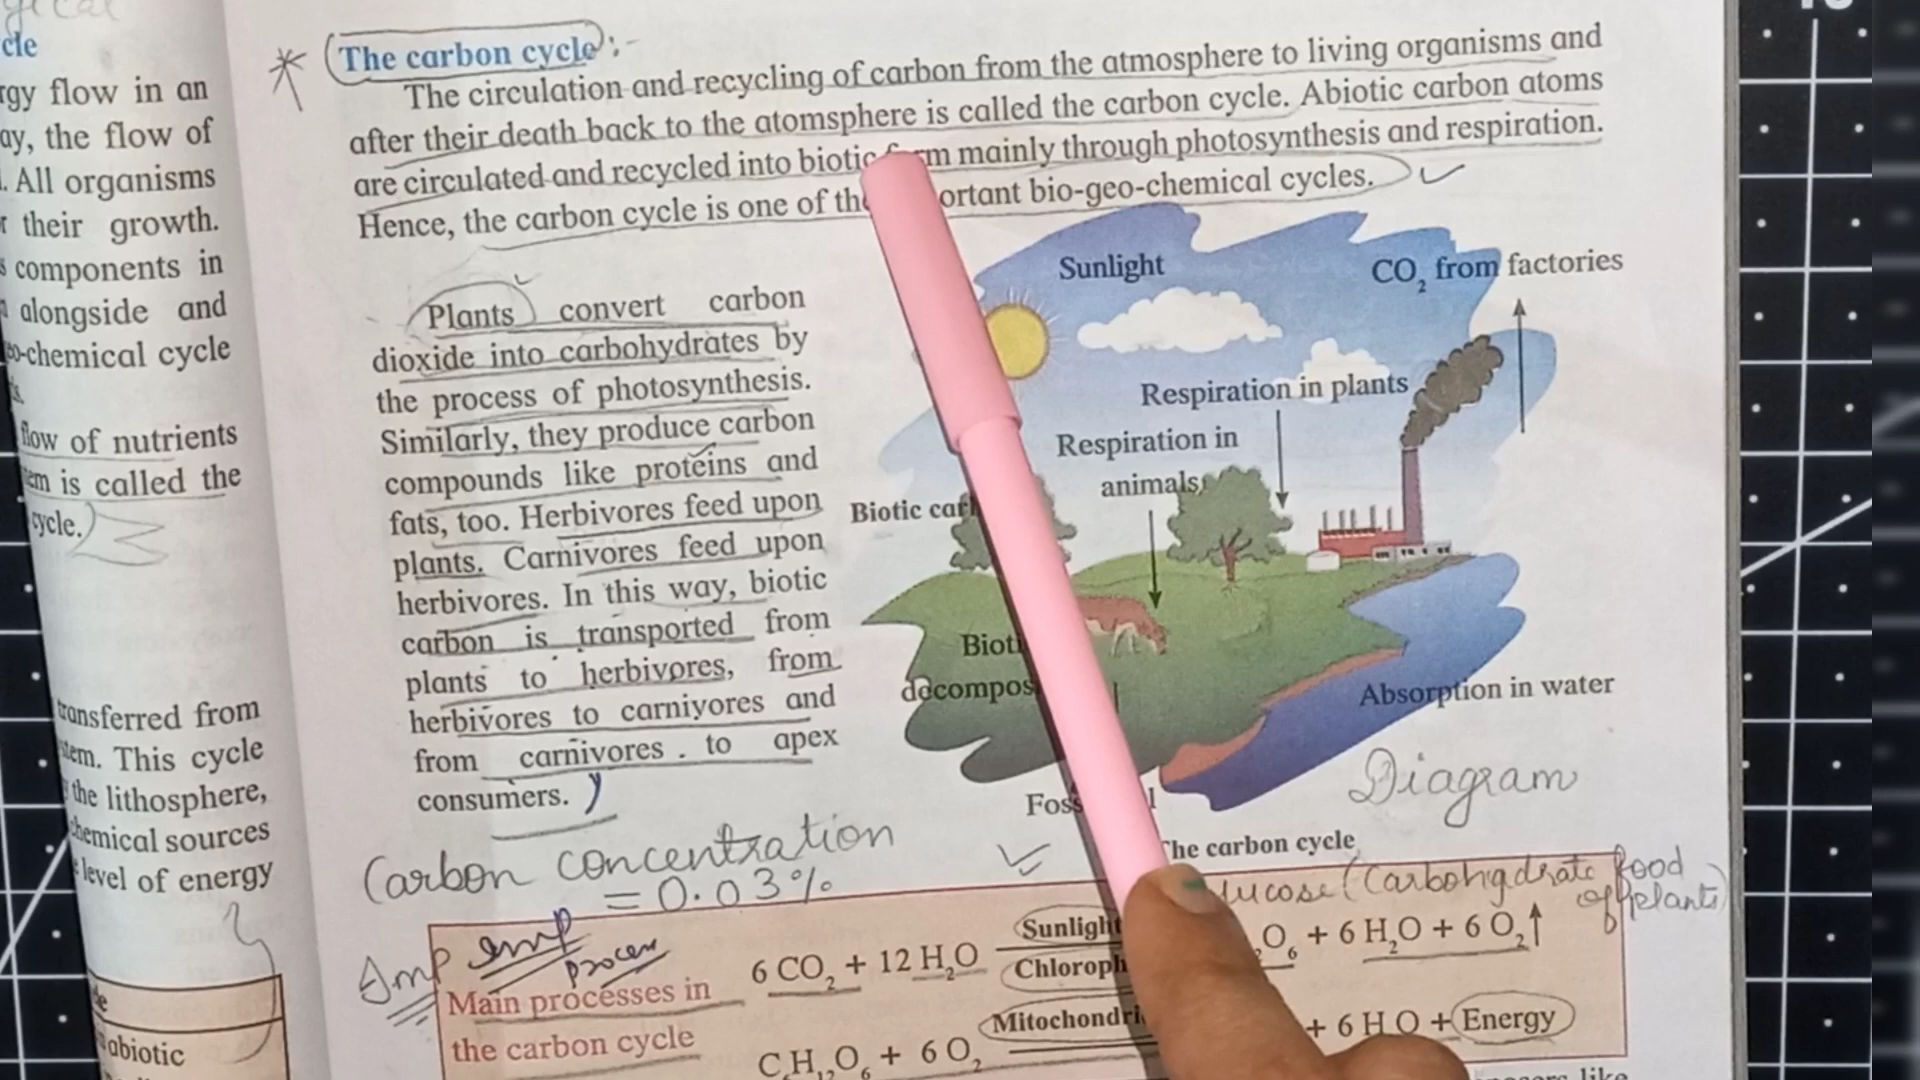 cle
rgy flow in an
ay, the flow of
. All organisms
their growth.
components in
alongside and
o-chemical cycle
flow of nutrients
em is called the
cycle.
transferred from
tem. This cycle
the lithosphere,
hemical sources
level of energy
abiotic
The carbon cycle :-
The circulation and recycling of carbon from the atmosphere to living organisms and
after their death back to the atomsphere is called the carbon cycle. Abiotic carbon atoms
are circulated and recycled into biotic m mainly through photosynthesis and respiration.
Hence, the carbon cycle is one of th ortant bio-geo-chemical cycles.
Plants convert carbon
dioxide into carbohydrates by
the process of photosynthesis.
Similarly, they produce carbon
compounds like proteins and
fats, too. Herbivores feed upon
plants. Carnivores feed upon
herbivores. In this way, biotic
carbon is transported from
plants to herbivores, from
herbivores to carnivores and
from carnivores to apex
consumers.
Sunlight
CO2 from factories
Respiration in plants
Respiration in
animals
Biotic car
Bioti
decompos
Absorption in water
Foss l
Diagram
he carbon cycle
Carbon concentration
= 0.03%
lucose (Carbohydrate food
of plants)
Imp imp
process
Main processes in
the carbon cycle
6 CO2 + 12 H2O Sunlight
Chloroph
O6 + 6 H2O + 6 O2↑
C6H12O6 + 6 O2 Mitochondri
+ 6 H O + Energy
like